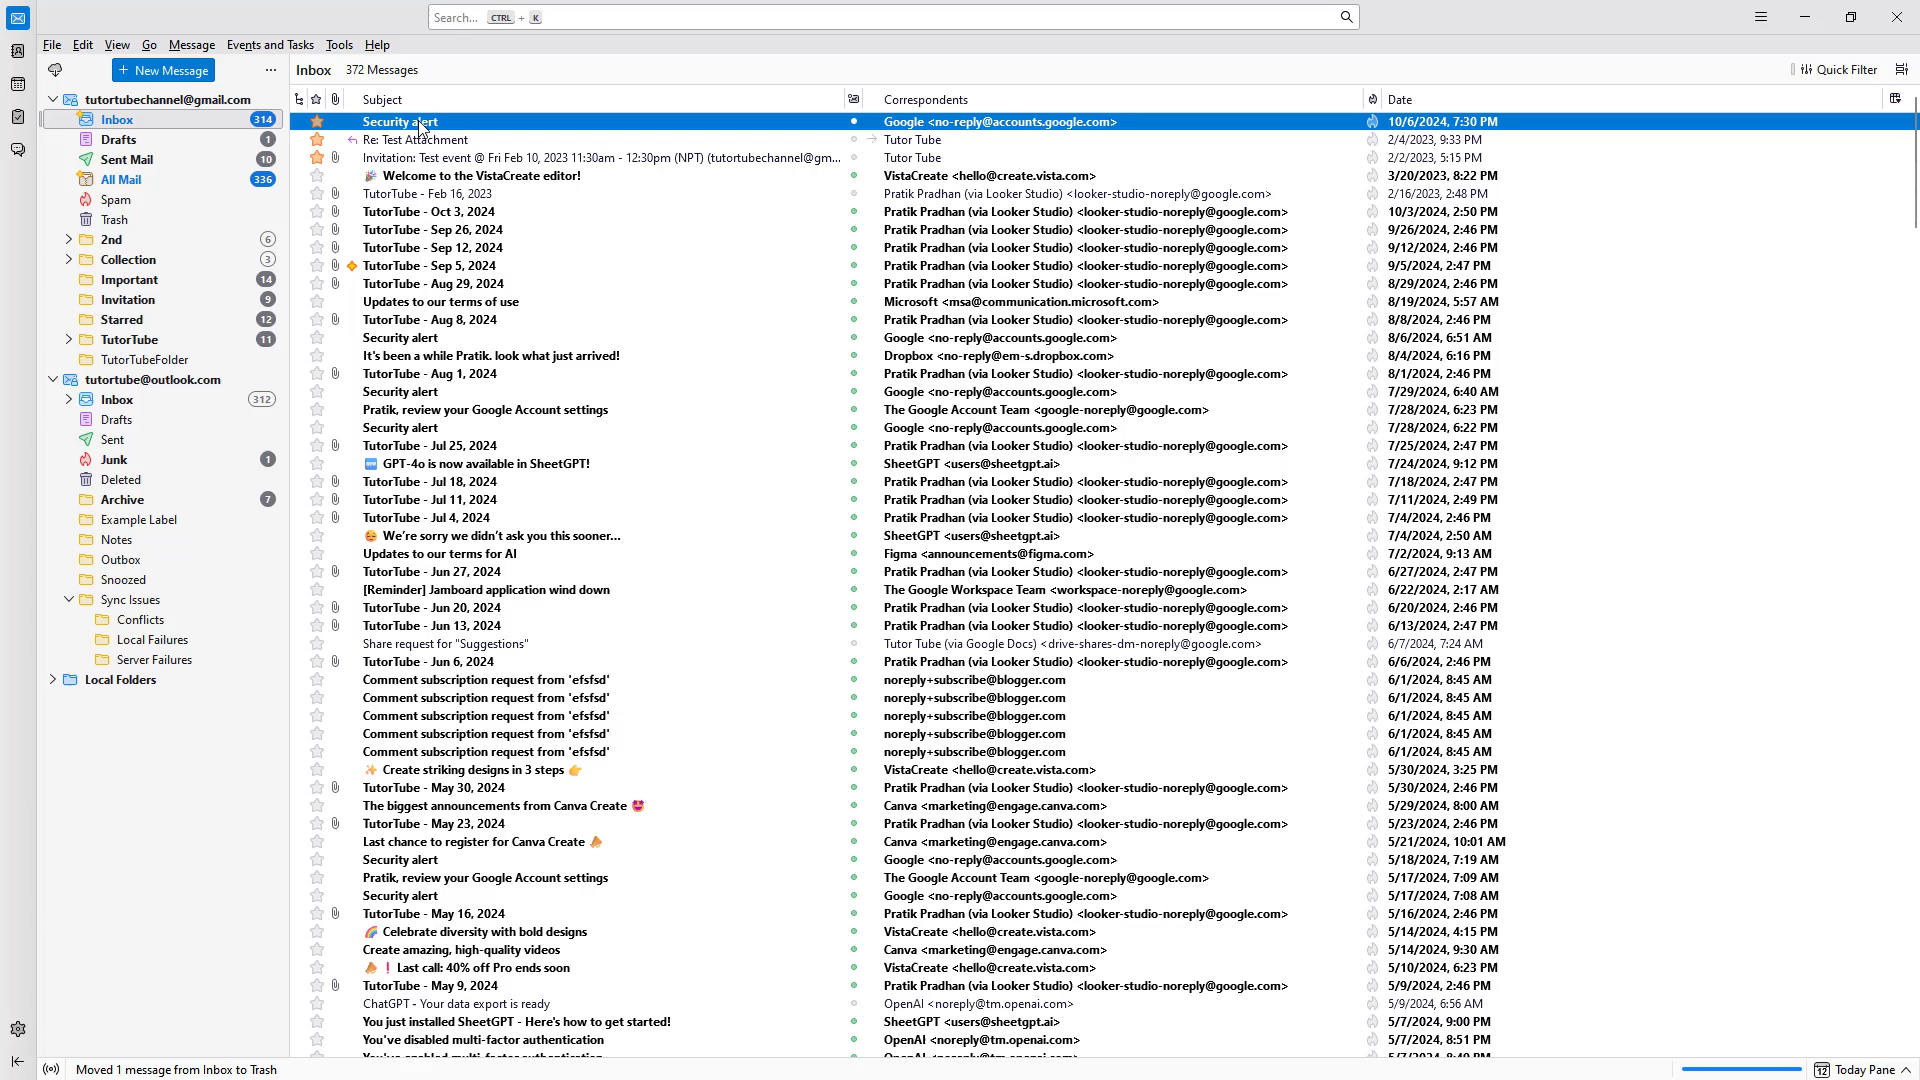 Search... CTRL + K
File Edit View Go Message Events and Tasks Tools Help
+ New Message
Inbox 372 Messages Quick Filter
tutortubechannel@gmail.com
Inbox 314
Drafts 1
Sent Mail 10
All Mail 336
Spam
Trash
2nd 6
Collection 3
Important 14
Invitation 9
Starred 12
TutorTube 11
TutorTubeFolder
tutortube@outlook.com
Inbox 312
Drafts
Sent
Junk 1
Deleted
Archive 7
Example Label
Notes
Outbox
Snoozed
Sync Issues
Conflicts
Local Failures
Server Failures
Local Folders
Subject Correspondents Date
Security alert Google <no-reply@accounts.google.com> 10/6/2024, 7:30 PM
Re: Test Attachment Tutor Tube 2/4/2023, 9:33 PM
Invitation: Test event @ Fri Feb 10, 2023 11:30am - 12:30pm (NPT) (tutortubechannel@gm... Tutor Tube 2/2/2023, 5:15 PM
🎉 Welcome to the VistaCreate editor! VistaCreate <hello@create.vista.com> 3/20/2023, 8:22 PM
TutorTube - Feb 16, 2023 Pratik Pradhan (via Looker Studio) <looker-studio-noreply@google.com> 2/16/2023, 2:48 PM
TutorTube - Oct 3, 2024 Pratik Pradhan (via Looker Studio) <looker-studio-noreply@google.com> 10/3/2024, 2:50 PM
TutorTube - Sep 26, 2024 Pratik Pradhan (via Looker Studio) <looker-studio-noreply@google.com> 9/26/2024, 2:46 PM
TutorTube - Sep 12, 2024 Pratik Pradhan (via Looker Studio) <looker-studio-noreply@google.com> 9/12/2024, 2:46 PM
TutorTube - Sep 5, 2024 Pratik Pradhan (via Looker Studio) <looker-studio-noreply@google.com> 9/5/2024, 2:47 PM
TutorTube - Aug 29, 2024 Pratik Pradhan (via Looker Studio) <looker-studio-noreply@google.com> 8/29/2024, 2:46 PM
Updates to our terms of use Microsoft <msa@communication.microsoft.com> 8/19/2024, 5:57 AM
TutorTube - Aug 8, 2024 Pratik Pradhan (via Looker Studio) <looker-studio-noreply@google.com> 8/8/2024, 2:46 PM
Security alert Google <no-reply@accounts.google.com> 8/6/2024, 6:51 AM
It's been a while Pratik. look what just arrived! Dropbox <no-reply@em-s.dropbox.com> 8/4/2024, 6:16 PM
TutorTube - Aug 1, 2024 Pratik Pradhan (via Looker Studio) <looker-studio-noreply@google.com> 8/1/2024, 2:46 PM
Security alert Google <no-reply@accounts.google.com> 7/29/2024, 6:40 AM
Pratik, review your Google Account settings The Google Account Team <google-noreply@google.com> 7/28/2024, 6:23 PM
Security alert Google <no-reply@accounts.google.com> 7/28/2024, 6:22 PM
TutorTube - Jul 25, 2024 Pratik Pradhan (via Looker Studio) <looker-studio-noreply@google.com> 7/25/2024, 2:47 PM
🆕 GPT-4o is now available in SheetGPT! SheetGPT <users@sheetgpt.ai> 7/24/2024, 9:12 PM
TutorTube - Jul 18, 2024 Pratik Pradhan (via Looker Studio) <looker-studio-noreply@google.com> 7/18/2024, 2:47 PM
TutorTube - Jul 11, 2024 Pratik Pradhan (via Looker Studio) <looker-studio-noreply@google.com> 7/11/2024, 2:49 PM
TutorTube - Jul 4, 2024 Pratik Pradhan (via Looker Studio) <looker-studio-noreply@google.com> 7/4/2024, 2:46 PM
We're sorry we didn't ask you this sooner... SheetGPT <users@sheetgpt.ai> 7/4/2024, 2:50 AM
Updates to our terms for AI Figma <announcements@figma.com> 7/2/2024, 9:13 AM
TutorTube - Jun 27, 2024 Pratik Pradhan (via Looker Studio) <looker-studio-noreply@google.com> 6/27/2024, 2:47 PM
[Reminder] Jamboard application wind down The Google Workspace Team <workspace-noreply@google.com> 6/22/2024, 2:17 AM
TutorTube - Jun 20, 2024 Pratik Pradhan (via Looker Studio) <looker-studio-noreply@google.com> 6/20/2024, 2:46 PM
TutorTube - Jun 13, 2024 Pratik Pradhan (via Looker Studio) <looker-studio-noreply@google.com> 6/13/2024, 2:47 PM
Share request for "Suggestions" Tutor Tube (via Google Docs) <drive-shares-dm-noreply@google.com> 6/7/2024, 7:24 AM
TutorTube - Jun 6, 2024 Pratik Pradhan (via Looker Studio) <looker-studio-noreply@google.com> 6/6/2024, 2:46 PM
Comment subscription request from 'efsfsd' noreply+subscribe@blogger.com 6/1/2024, 8:45 AM
Comment subscription request from 'efsfsd' noreply+subscribe@blogger.com 6/1/2024, 8:45 AM
Comment subscription request from 'efsfsd' noreply+subscribe@blogger.com 6/1/2024, 8:45 AM
Comment subscription request from 'efsfsd' noreply+subscribe@blogger.com 6/1/2024, 8:45 AM
Comment subscription request from 'efsfsd' noreply+subscribe@blogger.com 6/1/2024, 8:45 AM
✨ Create striking designs in 3 steps 👉 VistaCreate <hello@create.vista.com> 5/30/2024, 3:25 PM
TutorTube - May 30, 2024 Pratik Pradhan (via Looker Studio) <looker-studio-noreply@google.com> 5/30/2024, 2:46 PM
The biggest announcements from Canva Create 🤩 Canva <marketing@engage.canva.com> 5/29/2024, 8:00 AM
TutorTube - May 23, 2024 Pratik Pradhan (via Looker Studio) <looker-studio-noreply@google.com> 5/23/2024, 2:46 PM
Last chance to register for Canva Create 📣 Canva <marketing@engage.canva.com> 5/21/2024, 10:01 AM
Security alert Google <no-reply@accounts.google.com> 5/18/2024, 7:19 AM
Pratik, review your Google Account settings The Google Account Team <google-noreply@google.com> 5/17/2024, 7:09 AM
Security alert Google <no-reply@accounts.google.com> 5/17/2024, 7:08 AM
TutorTube - May 16, 2024 Pratik Pradhan (via Looker Studio) <looker-studio-noreply@google.com> 5/16/2024, 2:46 PM
🌈 Celebrate diversity with bold designs VistaCreate <hello@create.vista.com> 5/14/2024, 4:15 PM
Create amazing, high-quality videos Canva <marketing@engage.canva.com> 5/14/2024, 9:30 AM
📣❗ Last call: 40% off Pro ends soon VistaCreate <hello@create.vista.com> 5/10/2024, 6:23 PM
TutorTube - May 9, 2024 Pratik Pradhan (via Looker Studio) <looker-studio-noreply@google.com> 5/9/2024, 2:46 PM
ChatGPT - Your data export is ready OpenAI <noreply@tm.openai.com> 5/9/2024, 6:56 AM
You just installed SheetGPT - Here's how to get started! SheetGPT <users@sheetgpt.ai> 5/7/2024, 9:00 PM
You've disabled multi-factor authentication OpenAI <noreply@tm.openai.com> 5/7/2024, 8:51 PM
Moved 1 message from Inbox to Trash 12 Today Pane